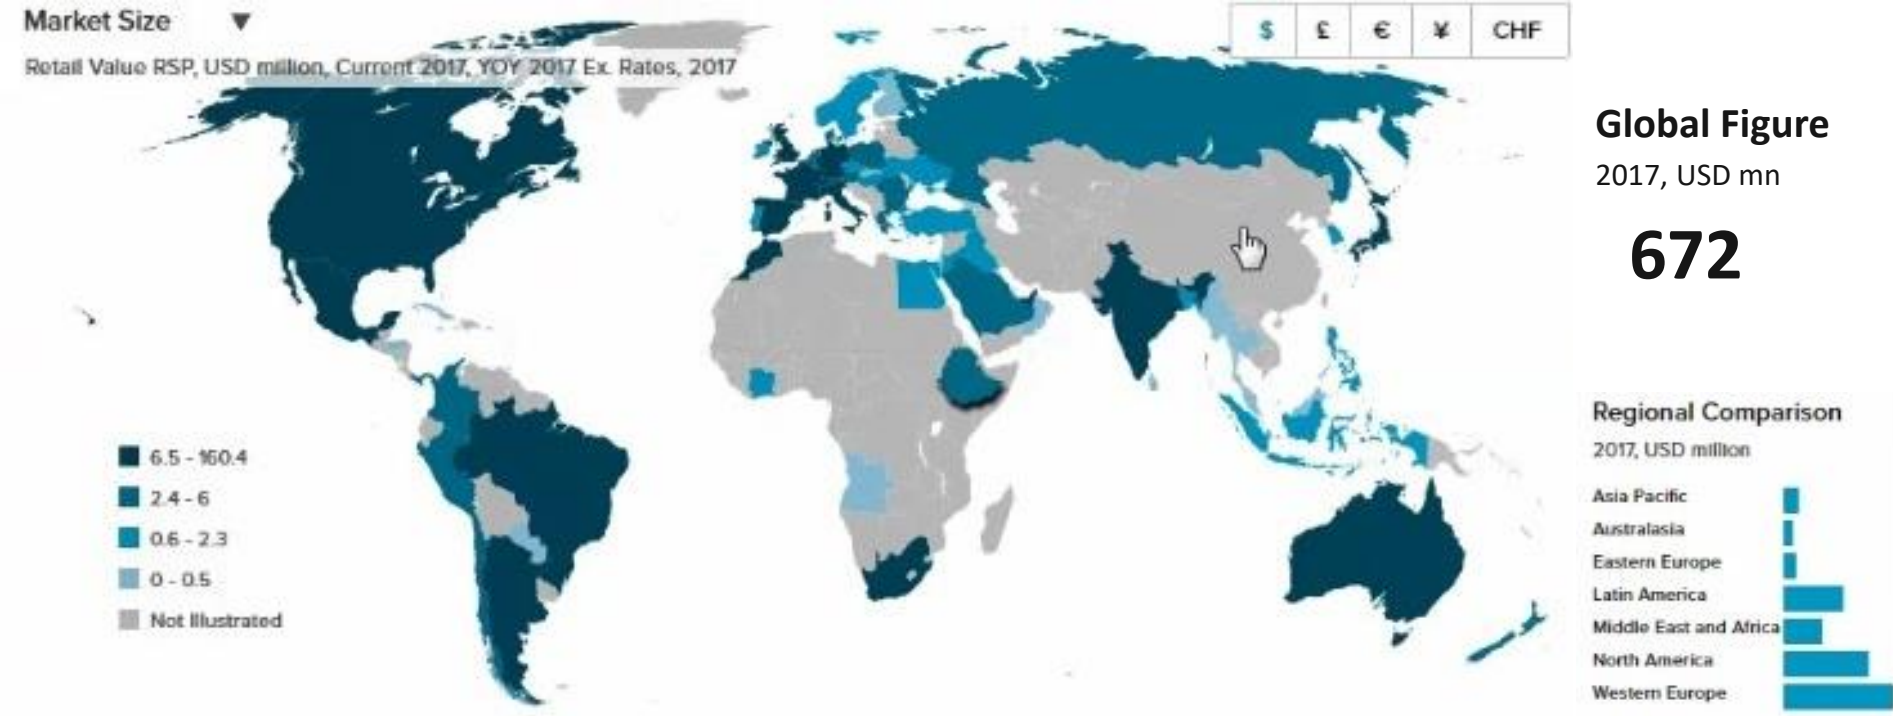 Market Size ▼
Retail Value RSP, USD million, Current 2017, YOY 2017 Ex. Rates, 2017
$ £ € ¥ CHF
Global Figure
2017, USD mn
672
6.5 - 160.4
2.4 - 6
0.6 - 2.3
0 - 0.5
Not Illustrated
Regional Comparison
2017, USD million
Asia Pacific
Australasia
Eastern Europe
Latin America
Middle East and Africa
North America
Western Europe